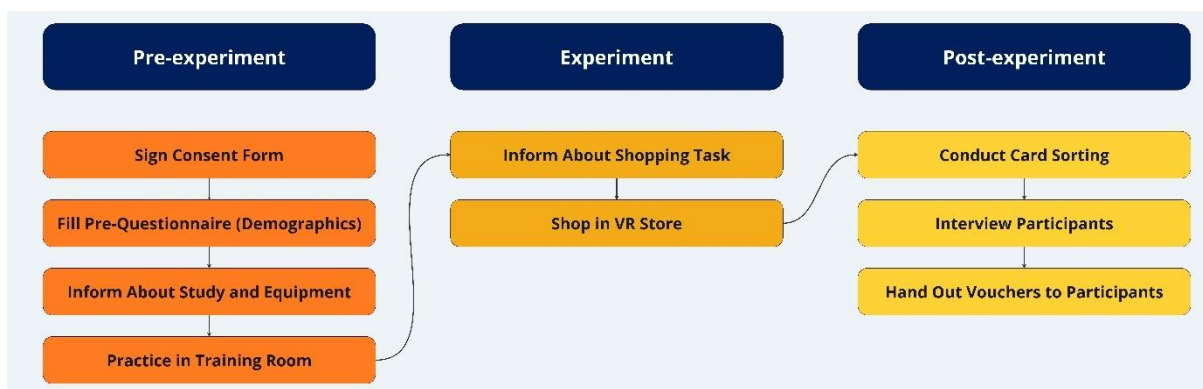 Pre-experiment
Sign Consent Form
Fill Pre-Questionnaire (Demographics)
Inform About Study and Equipment
Practice in Training Room
Experiment
Inform About Shopping Task
Shop in VR Store
Post-experiment
Conduct Card Sorting
Interview Participants
Hand Out Vouchers to Participants